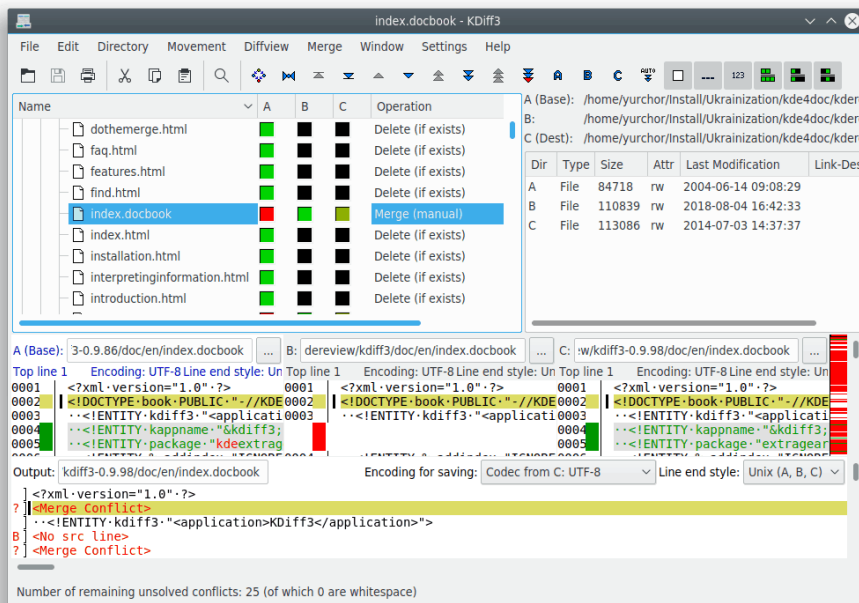 index.docbook - KDiff3
File Edit Directory Movement Diffview Merge Window Settings Help
A B C AUTO 123
Name A B C Operation
dothemerge.html Delete (if exists)
faq.html Delete (if exists)
features.html Delete (if exists)
find.html Delete (if exists)
index.docbook Merge (manual)
index.html Delete (if exists)
installation.html Delete (if exists)
interpretinginformation.html Delete (if exists)
introduction.html Delete (if exists)
A (Base): /home/yurchor/Install/Ukrainization/kde4doc/kder
B: /home/yurchor/Install/Ukrainization/kde4doc/kder
C (Dest): /home/yurchor/Install/Ukrainization/kde4doc/kder
Dir Type Size Attr Last Modification Link-Des
A File 84718 rw 2004-06-14 09:08:29
B File 110839 rw 2018-08-04 16:42:33
C File 113086 rw 2014-07-03 14:37:37
A (Base): '3-0.9.86/doc/en/index.docbook ... B: dereview/kdiff3/doc/en/index.docbook ... C: :w/kdiff3-0.9.98/doc/en/index.docbook ...
Top line 1 Encoding: UTF-8 Line end style: Un Top line 1 Encoding: UTF-8 Line end style: Un Top line 1 Encoding: UTF-8 Line end style: Un
0001 <?xml·version="1.0"·?> 0001 <?xml·version="1.0"·?> 0001 <?xml·version="1.0"·?>
0002 <!DOCTYPE·book·PUBLIC·"-//KDE 0002 <!DOCTYPE·book·PUBLIC·"-//KDE 0002 <!DOCTYPE·book·PUBLIC·"-//KDE
0003 ··<!ENTITY·kdiff3·"<applicati 0003 ··<!ENTITY·kdiff3·"<applicati 0003 ··<!ENTITY·kdiff3·"<applicati
0004 ··<!ENTITY·kappname·"&kdiff3; 0004 ··<!ENTITY·kappname·"&kdiff3;
0005 ··<!ENTITY·package·"kdeextrag 0005 ··<!ENTITY·package·"extragear
Output: kdiff3-0.9.98/doc/en/index.docbook Encoding for saving: Codec from C: UTF-8 Line end style: Unix (A, B, C)
<?xml·version="1.0"·?>
? <Merge Conflict>
··<!ENTITY·kdiff3·"<application>KDiff3</application>">
B <No src line>
? <Merge Conflict>
Number of remaining unsolved conflicts: 25 (of which 0 are whitespace)